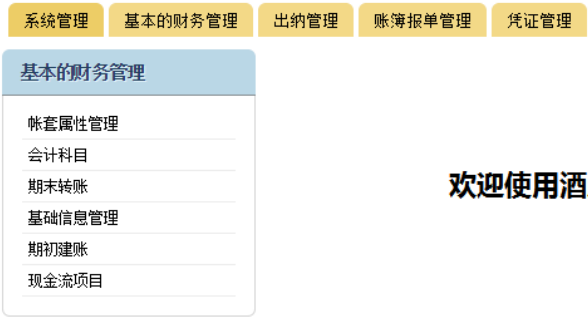 系统管理 基本的财务管理 出纳管理 账簿报单管理 凭证管理
基本的财务管理
帐套属性管理
会计科目
期末转账
基础信息管理
期初建账
现金流项目
欢迎使用酒